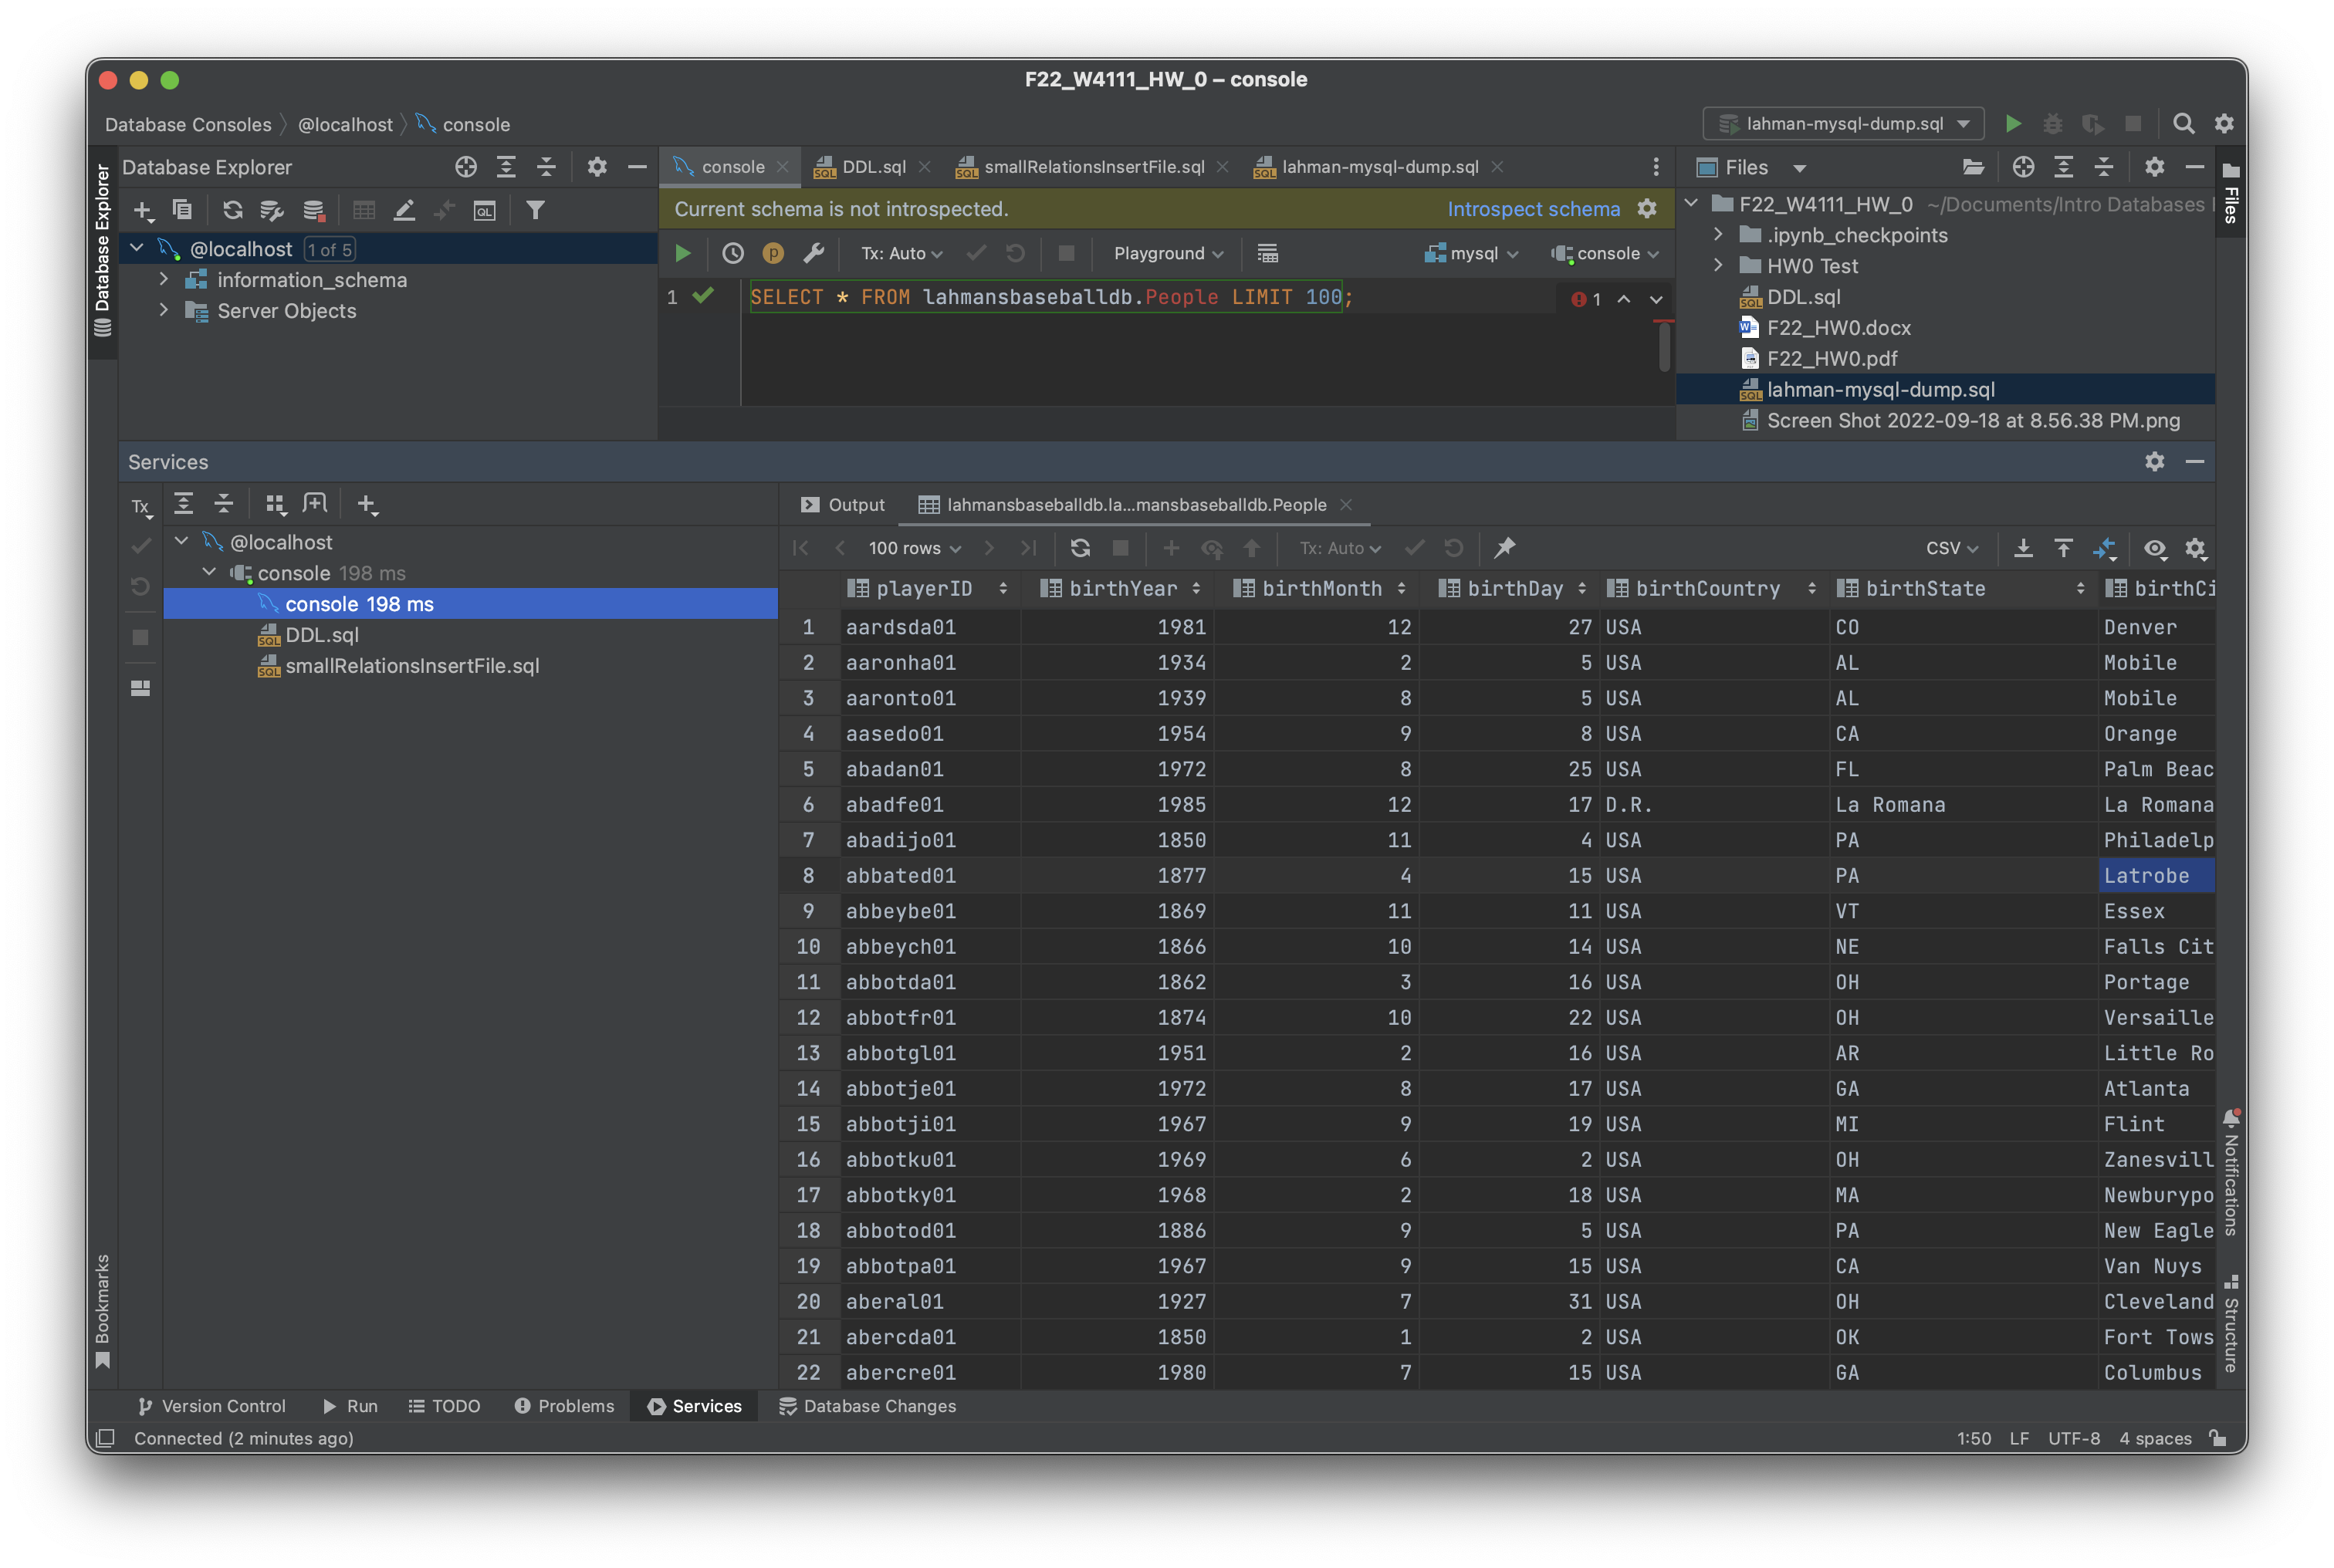 F22_W4111_HW_0 – console
Database Consoles @localhost console
lahman-mysql-dump.sql
Database Explorer
Database Explorer
@localhost 1 of 5
information_schema
Server Objects
console DDL.sql smallRelationsInsertFile.sql lahman-mysql-dump.sql
Current schema is not introspected. Introspect schema
Tx: Auto Playground mysql console
1 SELECT * FROM lahmansbaseballdb.People LIMIT 100; 1
Files
Files
F22_W4111_HW_0 ~/Documents/Intro Databases
.ipynb_checkpoints
HW0 Test
DDL.sql
F22_HW0.docx
F22_HW0.pdf
lahman-mysql-dump.sql
Screen Shot 2022-09-18 at 8.56.38 PM.png
Services
Tx
@localhost
console 198 ms
console 198 ms
DDL.sql
smallRelationsInsertFile.sql
Output lahmansbaseballdb.la...mansbaseballdb.People
100 rows Tx: Auto CSV
playerID birthYear birthMonth birthDay birthCountry birthState birthCi
1 aardsda01 1981 12 27 USA CO Denver
2 aaronha01 1934 2 5 USA AL Mobile
3 aaronto01 1939 8 5 USA AL Mobile
4 aasedo01 1954 9 8 USA CA Orange
5 abadan01 1972 8 25 USA FL Palm Beac
6 abadfe01 1985 12 17 D.R. La Romana La Romana
7 abadijo01 1850 11 4 USA PA Philadelp
8 abbated01 1877 4 15 USA PA Latrobe
9 abbeybe01 1869 11 11 USA VT Essex
10 abbeych01 1866 10 14 USA NE Falls Cit
11 abbotda01 1862 3 16 USA OH Portage
12 abbotfr01 1874 10 22 USA OH Versaille
13 abbotgl01 1951 2 16 USA AR Little Ro
14 abbotje01 1972 8 17 USA GA Atlanta
15 abbotji01 1967 9 19 USA MI Flint
16 abbotku01 1969 6 2 USA OH Zanesvill
17 abbotky01 1968 2 18 USA MA Newburypo
18 abbotod01 1886 9 5 USA PA New Eagle
19 abbotpa01 1967 9 15 USA CA Van Nuys
20 aberal01 1927 7 31 USA OH Cleveland
21 abercda01 1850 1 2 USA OK Fort Tows
22 abercre01 1980 7 15 USA GA Columbus
Notifications
Structure
Bookmarks
Version Control Run TODO Problems Services Database Changes
Connected (2 minutes ago) 1:50 LF UTF-8 4 spaces